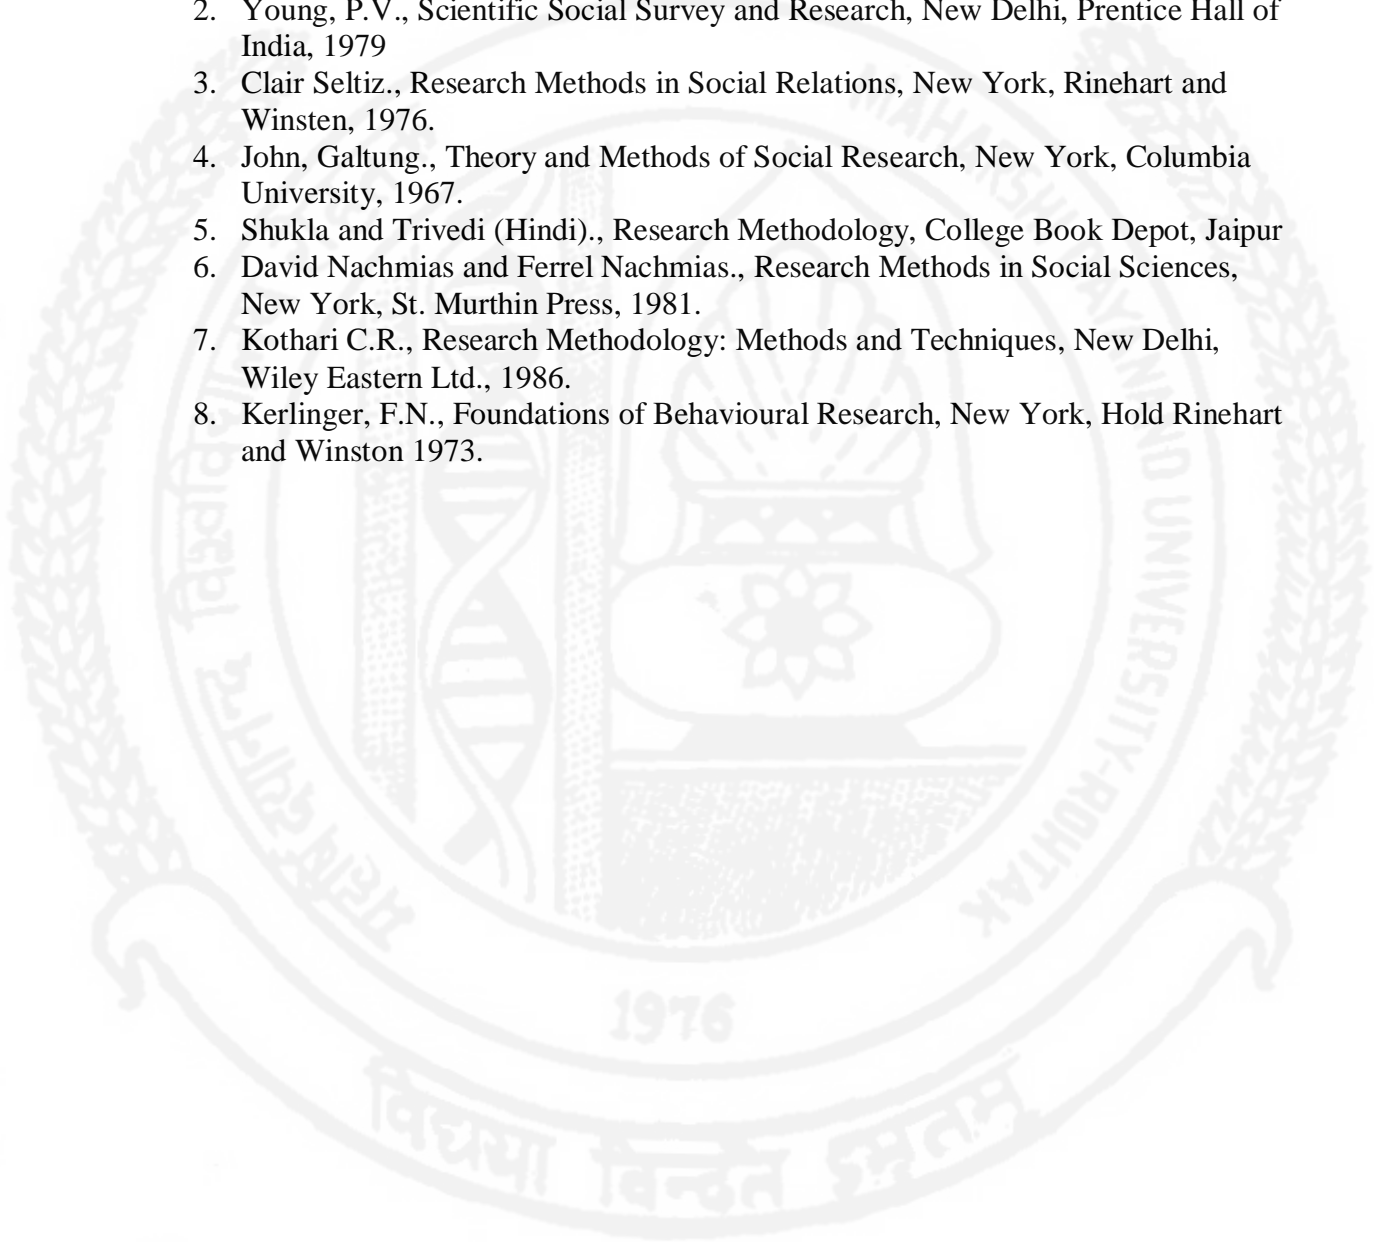 2. Young, P.V., Scientific Social Survey and Research, New Delhi, Prentice Hall of
India, 1979
3. Clair Seltiz., Research Methods in Social Relations, New York, Rinehart and
Winsten, 1976.
4. John, Galtung., Theory and Methods of Social Research, New York, Columbia
University, 1967.
5. Shukla and Trivedi (Hindi)., Research Methodology, College Book Depot, Jaipur
6. David Nachmias and Ferrel Nachmias., Research Methods in Social Sciences,
New York, St. Murthin Press, 1981.
7. Kothari C.R., Research Methodology: Methods and Techniques, New Delhi,
Wiley Eastern Ltd., 1986.
8. Kerlinger, F.N., Foundations of Behavioural Research, New York, Hold Rinehart
and Winston 1973.
MAHARSHI DAYANAND UNIVERSITY-ROHTAK
1976